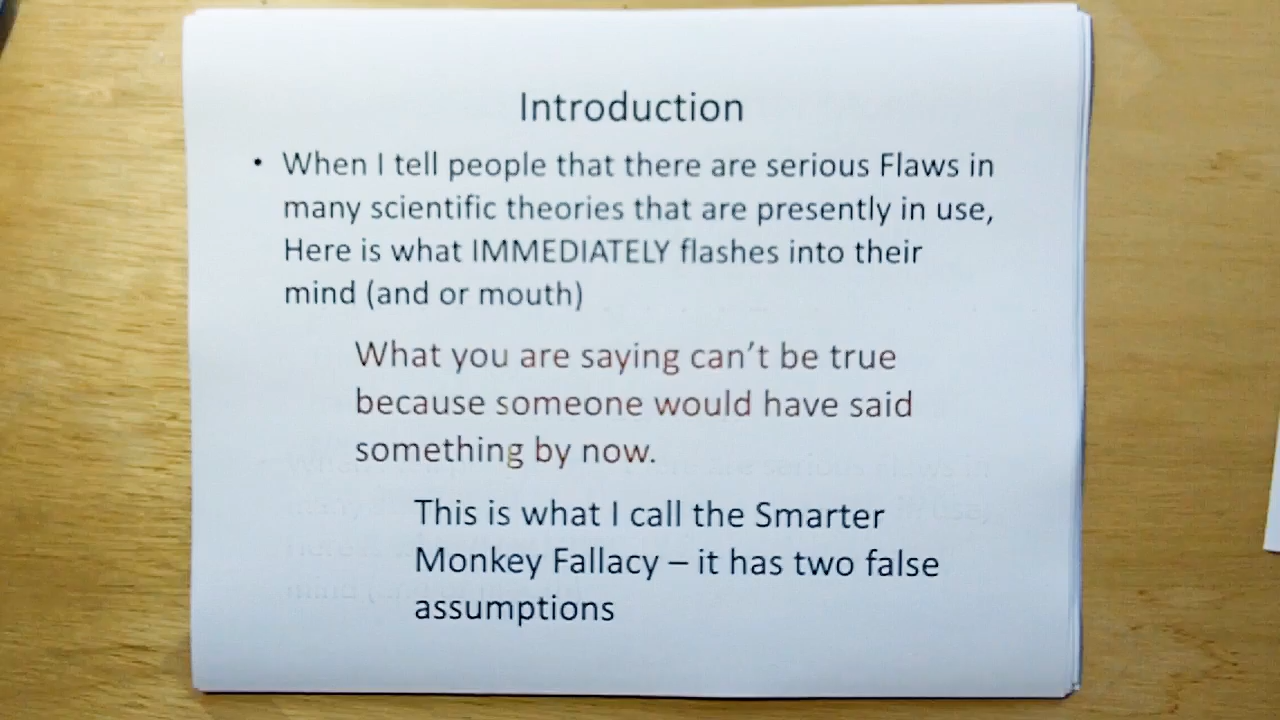 Introduction
• When I tell people that there are serious Flaws in
many scientific theories that are presently in use,
Here is what IMMEDIATELY flashes into their
mind (and or mouth)
What you are saying can't be true
because someone would have said
something by now.
This is what I call the Smarter
Monkey Fallacy – it has two false
assumptions